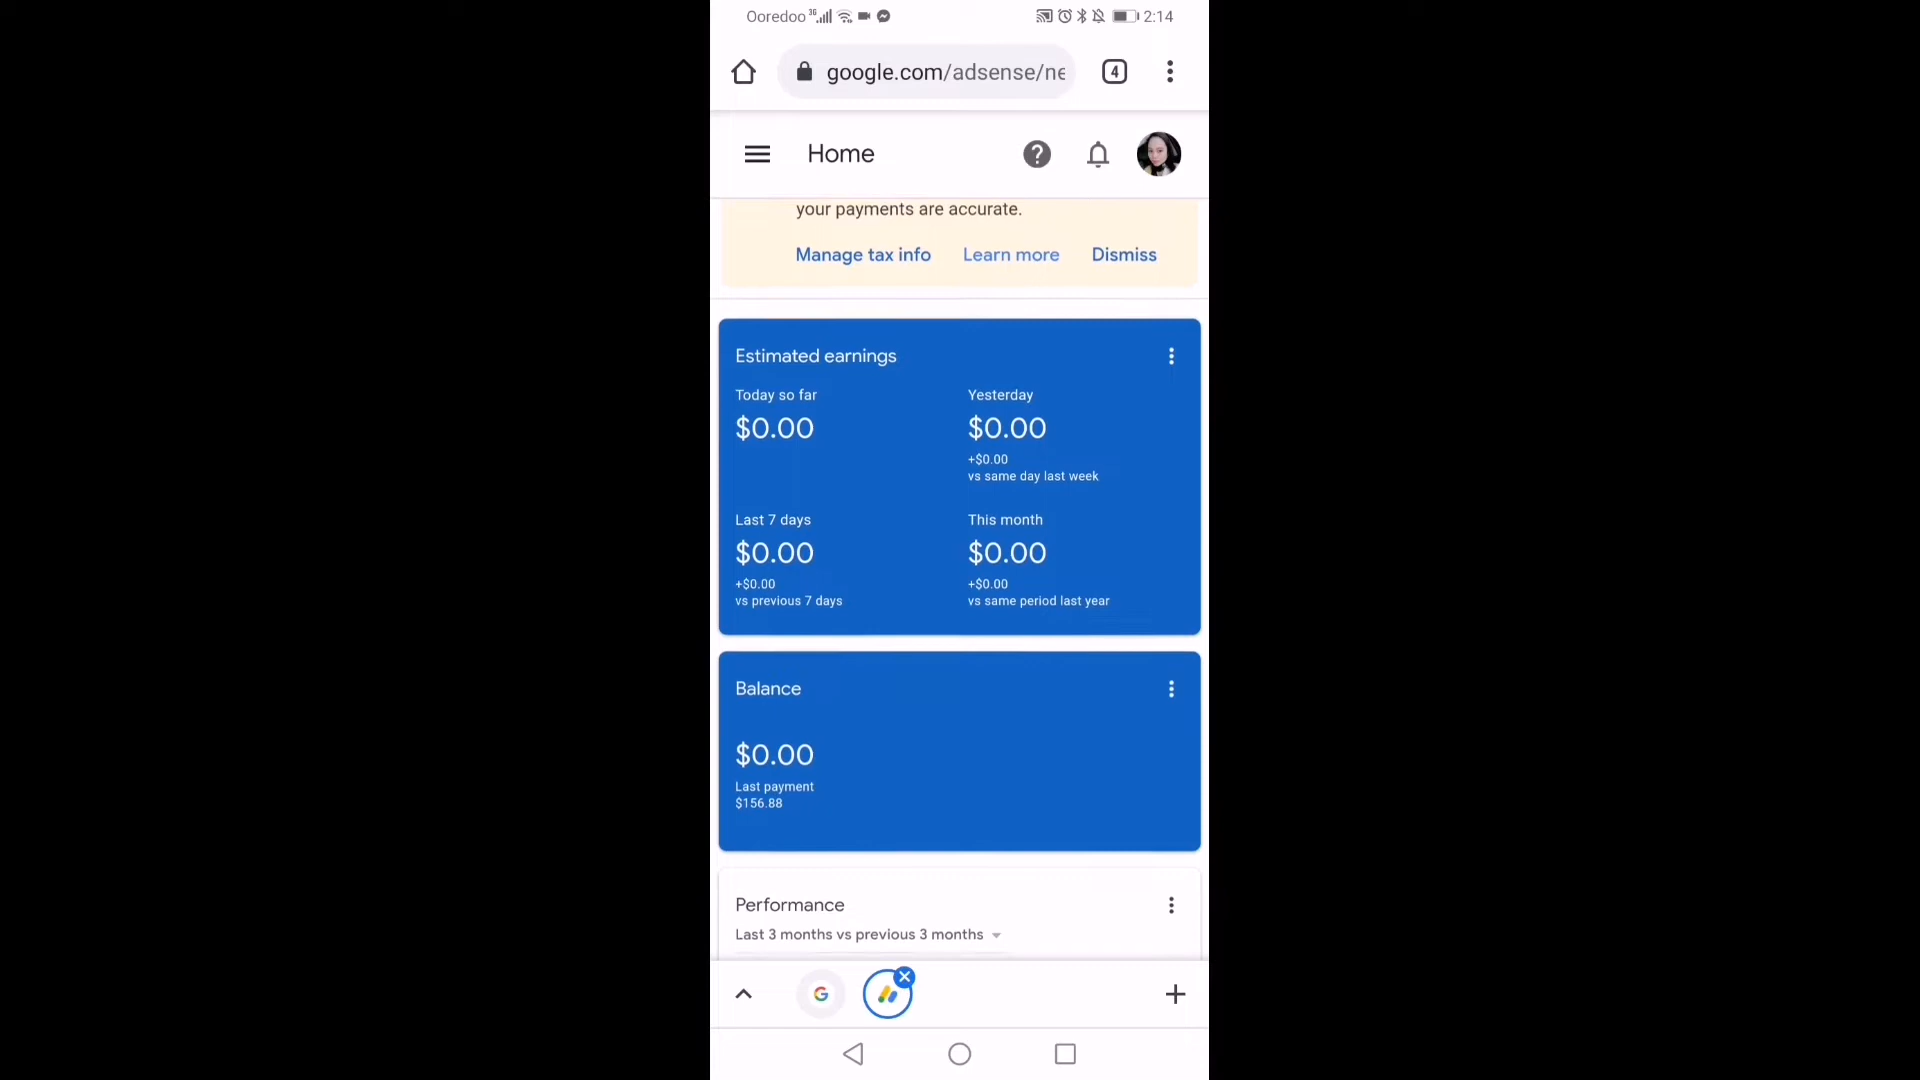 Ooredoo 3G 2:14
google.com/adsense/ne 4
Home
your payments are accurate.
Manage tax info Learn more Dismiss
Estimated earnings
Today so far Yesterday
$0.00 $0.00
+$0.00
vs same day last week
Last 7 days This month
$0.00 $0.00
+$0.00 +$0.00
vs previous 7 days vs same period last year
Balance
$0.00
Last payment
$156.88
Performance
Last 3 months vs previous 3 months